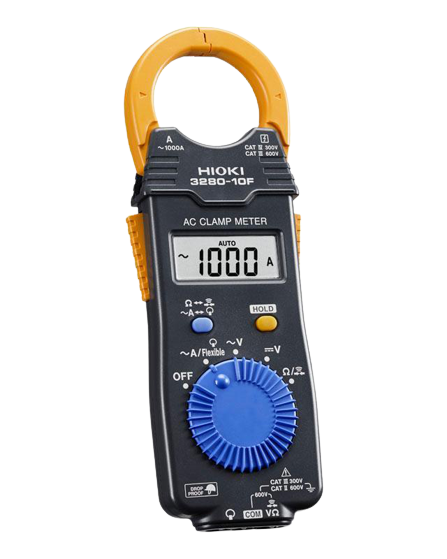 A
~1000A
CAT Ⅲ 300V
CAT Ⅱ 600V
HIOKI
3280-10F
AC CLAMP METER
AUTO
~ 1000 A
Ω ↔
~A ↔
HOLD
OFF
~A/Flexible
~V
⎓V
Ω/
DROP
PROOF
CAT Ⅲ 300V
CAT Ⅱ 600V
600V
COM
VΩ